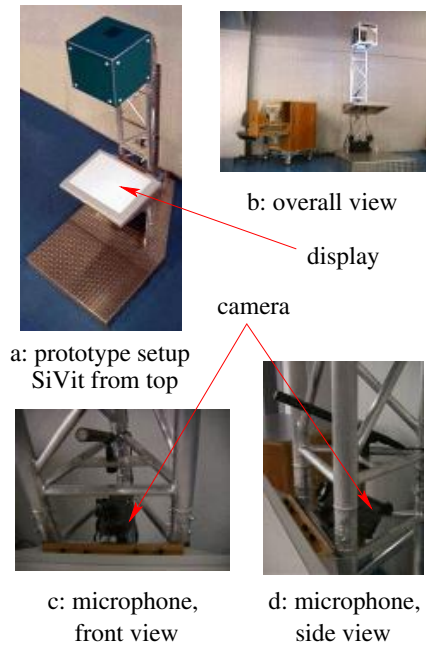 b: overall view
display
camera
a: prototype setup
SiVit from top
c: microphone,
front view
d: microphone,
side view